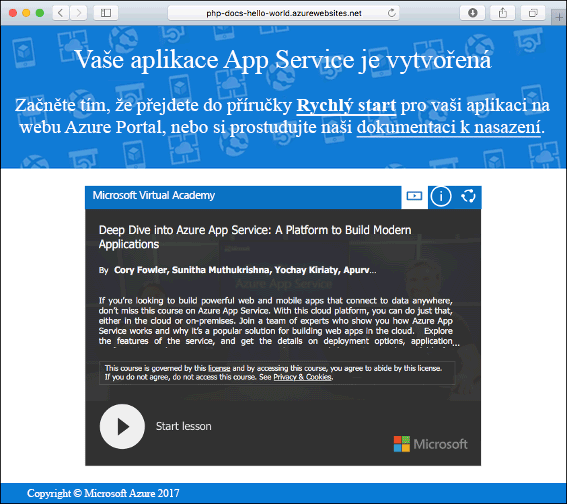 php-docs-hello-world.azurewebsites.net
Vaše aplikace App Service je vytvořená
Začněte tím, že přejdete do příručky Rychlý start pro vaši aplikaci na
webu Azure Portal, nebo si prostudujte naši dokumentaci k nasazení.
Microsoft Virtual Academy
Deep Dive into Azure App Service: A Platform to Build Modern
Applications
By Cory Fowler, Sunitha Muthukrishna, Yochay Kiriaty, Apurv...
If you're looking to build powerful web and mobile apps that connect to data anywhere,
don't miss this course on Azure App Service. With this cloud platform, you can do just that,
either in the cloud or on-premises. Join a team of experts who show you how Azure App
Service works and why it's a popular solution for building web apps in the cloud. Explore
the features of the service, and get the details on deployment options, application...
This course is governed by this license and by accessing this course, you agree to abide by this license.
If you do not agree, do not access this course. See Privacy & Cookies.
Start lesson
Microsoft
Copyright © Microsoft Azure 2017